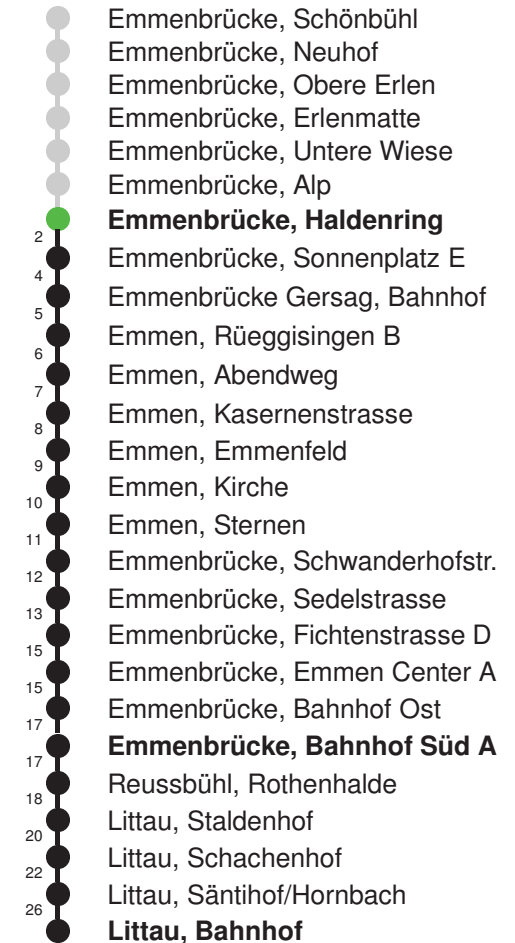 Emmenbrücke, Schönbühl
Emmenbrücke, Neuhof
Emmenbrücke, Obere Erlen
Emmenbrücke, Erlenmatte
Emmenbrücke, Untere Wiese
Emmenbrücke, Alp
Emmenbrücke, Haldenring
2
Emmenbrücke, Sonnenplatz E
4
Emmenbrücke Gersag, Bahnhof
5
Emmen, Rüeggisingen B
6
Emmen, Abendweg
7
Emmen, Kasernenstrasse
8
Emmen, Emmenfeld
9
Emmen, Kirche
10
Emmen, Sternen
11
Emmenbrücke, Schwanderhofstr.
12
Emmenbrücke, Sedelstrasse
13
Emmenbrücke, Fichtenstrasse D
15
Emmenbrücke, Emmen Center A
15
Emmenbrücke, Bahnhof Ost
17
Emmenbrücke, Bahnhof Süd A
17
Reussbühl, Rothenhalde
18
Littau, Staldenhof
20
Littau, Schachenhof
22
Littau, Säntihof/Hornbach
26
Littau, Bahnhof